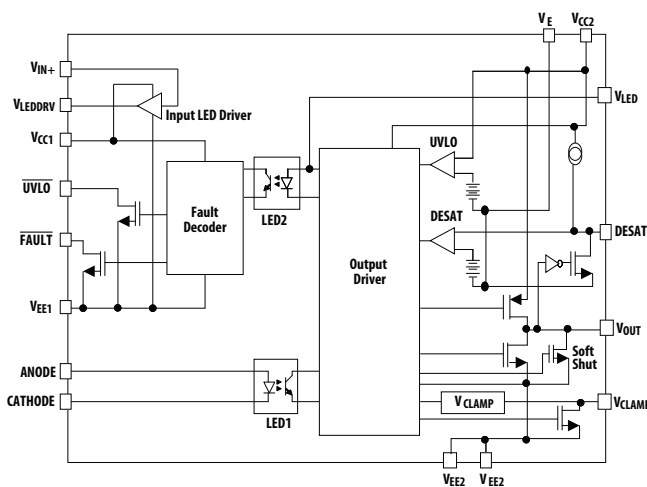 VE
VCC2
VIN+
VLEDDRV
Input LED Driver
VCC1
UVLO
FAULT
VEE1
Fault
Decoder
LED2
VLED
UVLO
DESAT
DESAT
Output
Driver
VOUT
Soft
Shut
ANODE
CATHODE
LED1
VCLAMP
VCLAMP
VEE2
VEE2